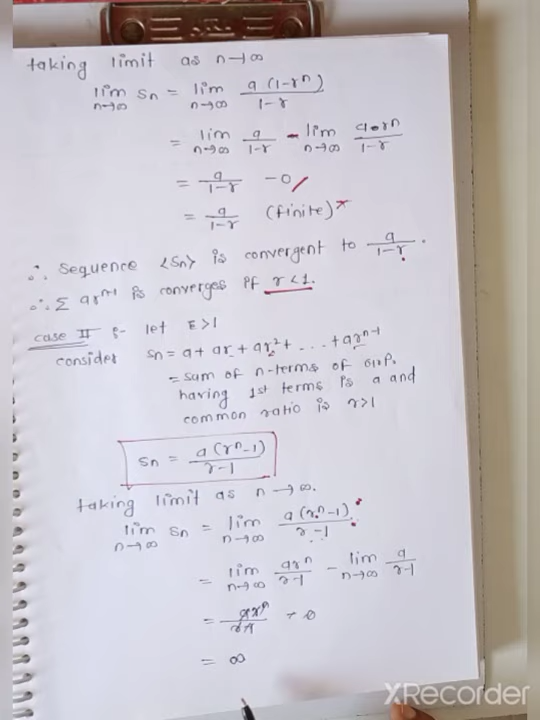 taking limit as n→∞
lim n→∞ Sn = lim n→∞ a(1-rⁿ)/1-r
= lim n→∞ a/1-r - lim n→∞ a·rⁿ/1-r
= a/1-r - 0
= a/1-r (finite)
∴ sequence <Sn> is convergent to a/1-r.
∴ Σ arⁿ⁻¹ is converges if r<1.
case II :- let r>1
consider Sn = a + ar + ar² + ... + arⁿ⁻¹
= sum of n-terms of G.P.
having 1st terms is a and
common ratio is r>1
Sn = a(rⁿ-1)/r-1
taking limit as n→∞.
lim n→∞ Sn = lim n→∞ a(rⁿ-1)/r-1
= lim n→∞ arⁿ/r-1 - lim n→∞ a/r-1
=
= ∞
XRecorder